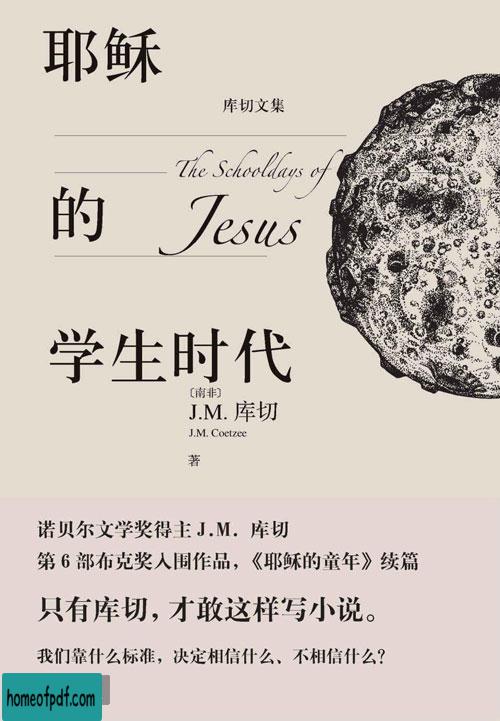 耶稣
库切文集
The Schooldays of
的
Jesus
学生时代
〔南非〕
J.M. 库切
J.M. Coetzee
著
诺贝尔文学奖得主 J.M. 库切
第 6 部布克奖入围作品，《耶稣的童年》续篇
只有库切，才敢这样写小说。
我们靠什么标准，决定相信什么、不相信什么？
homeofpdf.com